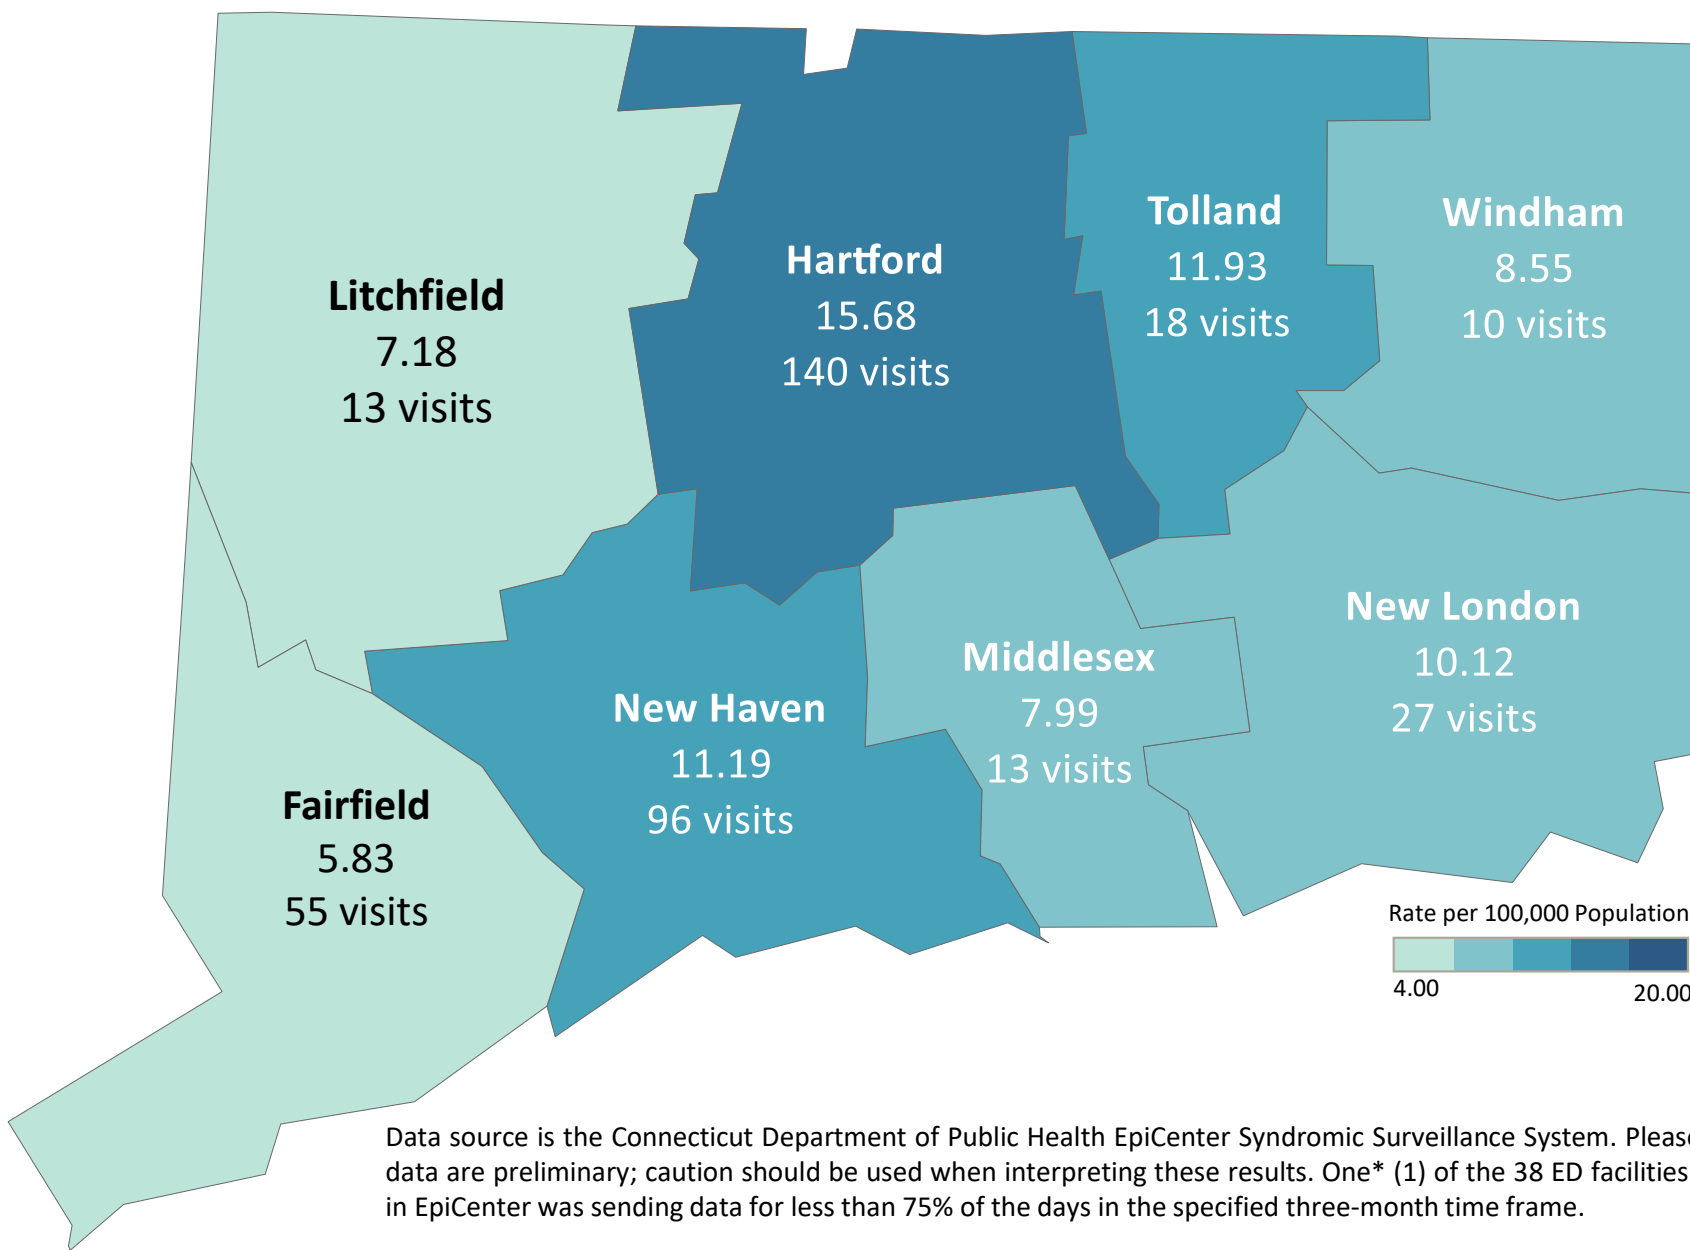 Litchfield
7.18
13 visits
Hartford
15.68
140 visits
Tolland
11.93
18 visits
Windham
8.55
10 visits
Fairfield
5.83
55 visits
New Haven
11.19
96 visits
Middlesex
7.99
13 visits
New London
10.12
27 visits
Rate per 100,000 Population
4.00
20.00
Data source is the Connecticut Department of Public Health EpiCenter Syndromic Surveillance System. Please
data are preliminary; caution should be used when interpreting these results. One* (1) of the 38 ED facilities
in EpiCenter was sending data for less than 75% of the days in the specified three-month time frame.